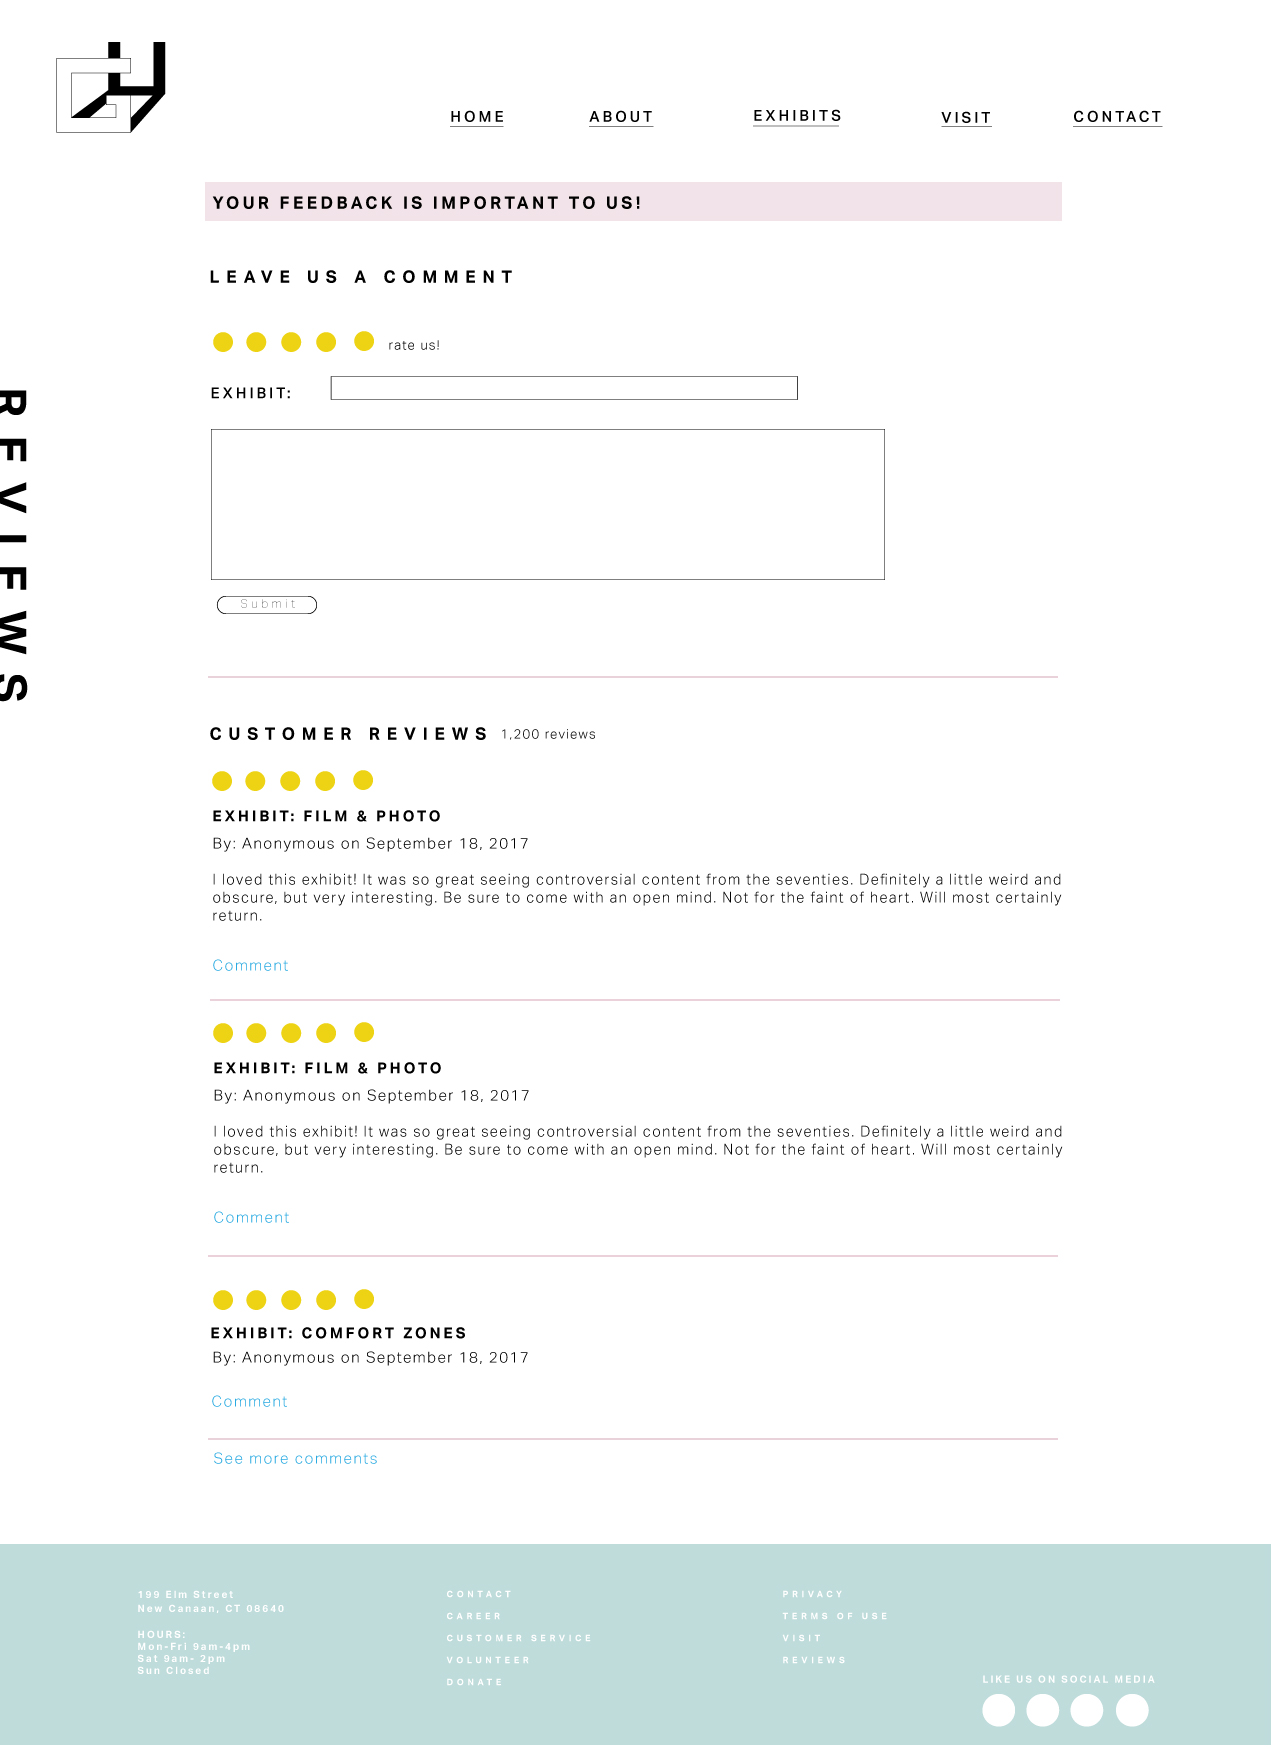 HOME
ABOUT
EXHIBITS
VISIT
CONTACT
YOUR FEEDBACK IS IMPORTANT TO US!
LEAVE US A COMMENT
rate us!
EXHIBIT:
Submit
REVIEWS
CUSTOMER REVIEWS 1,200 reviews
EXHIBIT: FILM & PHOTO
By: Anonymous on September 18, 2017
I loved this exhibit! It was so great seeing controversial content from the seventies. Definitely a little weird and
obscure, but very interesting. Be sure to come with an open mind. Not for the faint of heart. Will most certainly
return.
Comment
EXHIBIT: FILM & PHOTO
By: Anonymous on September 18, 2017
I loved this exhibit! It was so great seeing controversial content from the seventies. Definitely a little weird and
obscure, but very interesting. Be sure to come with an open mind. Not for the faint of heart. Will most certainly
return.
Comment
EXHIBIT: COMFORT ZONES
By: Anonymous on September 18, 2017
Comment
See more comments
199 Elm Street
New Canaan, CT 08640
HOURS:
Mon-Fri 9am-4pm
Sat 9am- 2pm
Sun Closed
CONTACT
CAREER
CUSTOMER SERVICE
VOLUNTEER
DONATE
PRIVACY
TERMS OF USE
VISIT
REVIEWS
LIKE US ON SOCIAL MEDIA